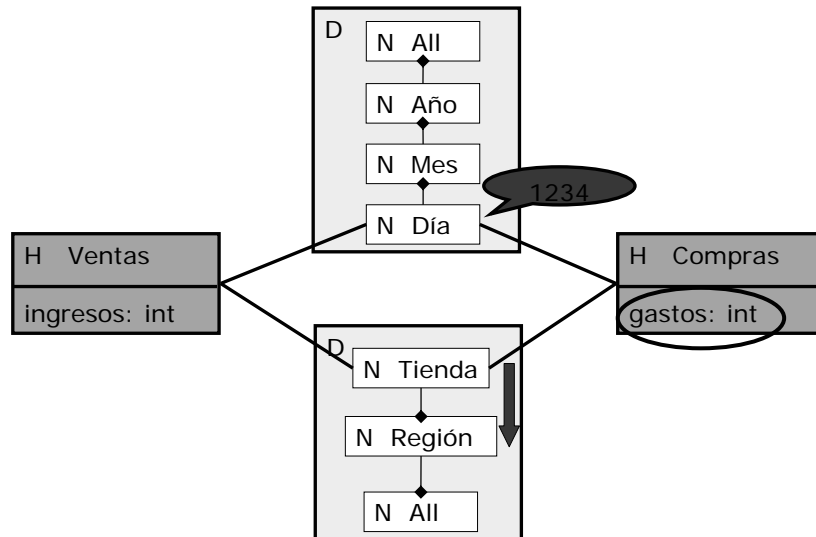 D
N All
N Año
N Mes
1234
N Día
H Ventas
ingresos: int
H Compras
gastos: int
D
N Tienda
N Región
N All